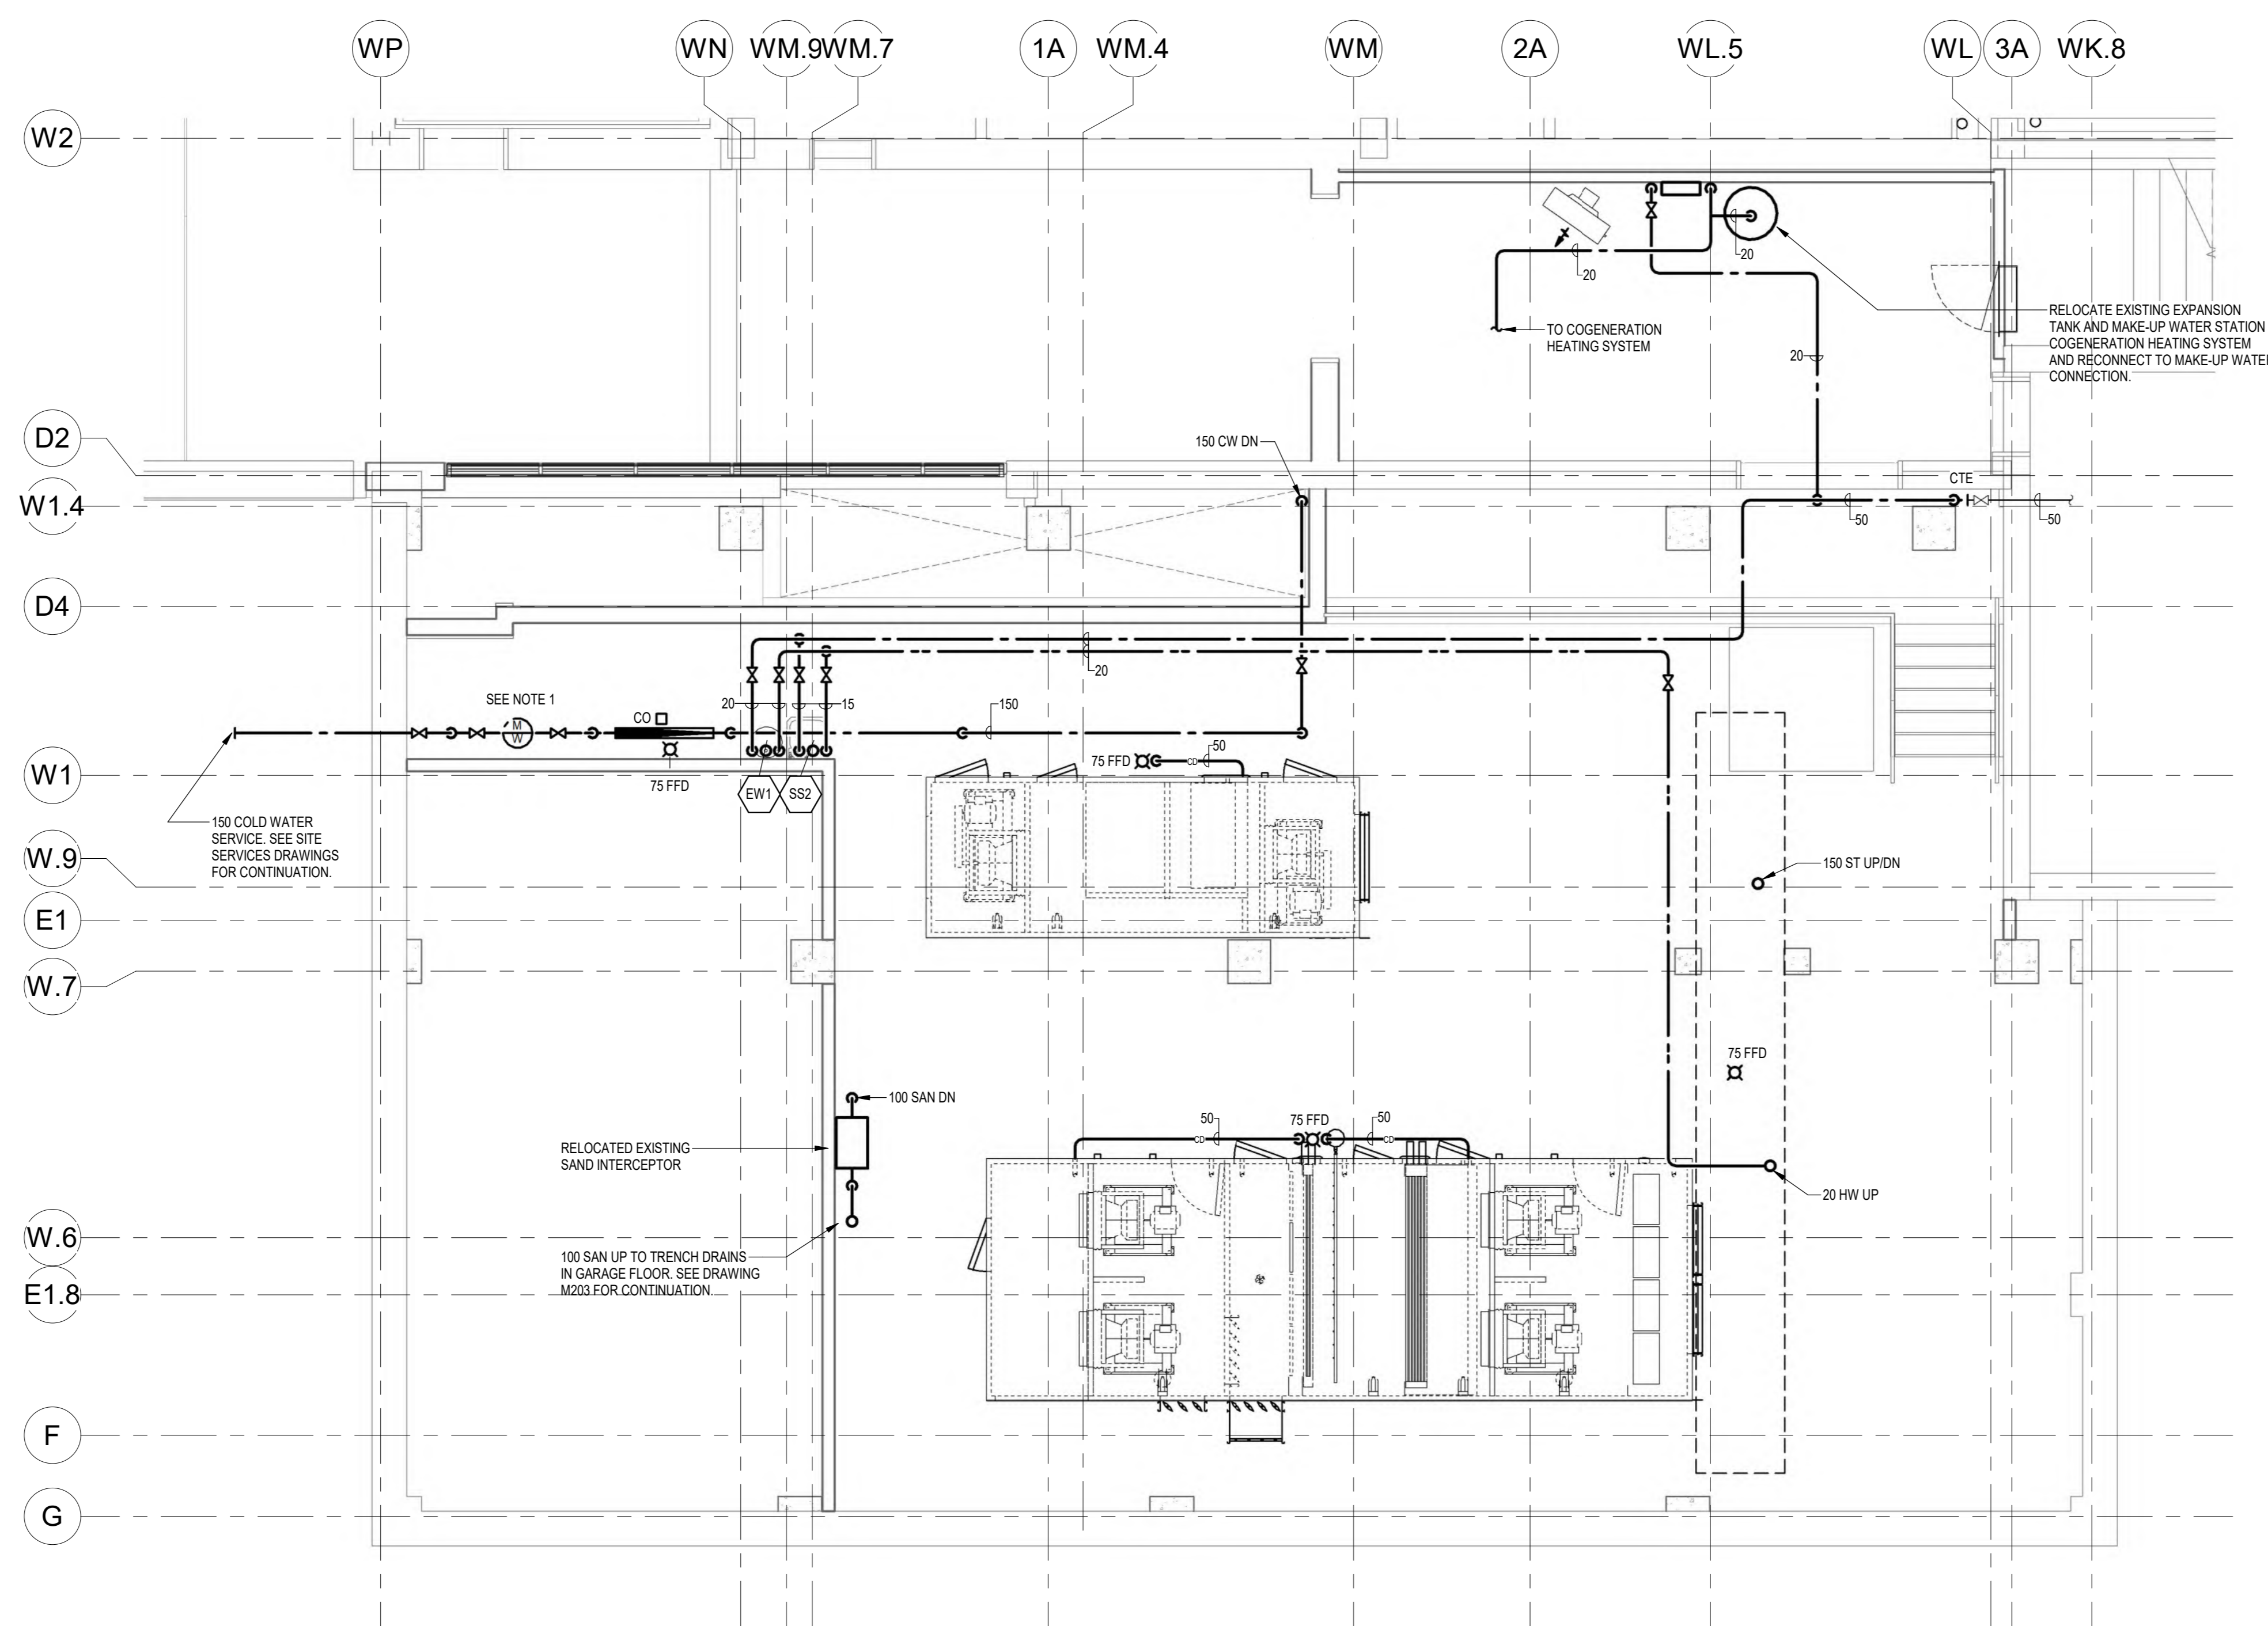 WP
WN
WM.9
WM.7
1A
WM.4
WM
2A
WL.5
WL
3A
WK.8
W2
20
20
TO COGENERATION
HEATING SYSTEM
RELOCATE EXISTING EXPANSION
TANK AND MAKE-UP WATER STATION
COGENERATION HEATING SYSTEM
AND RECONNECT TO MAKE-UP WATER
CONNECTION.
20
D2
150 CW DN
CTE
W1.4
50
50
D4
20
SEE NOTE 1
20
15
150
CO
M
W
75 FFD
50
75 FFD
CD
W1
EW1
SS2
150 COLD WATER
SERVICE. SEE SITE
SERVICES DRAWINGS
FOR CONTINUATION.
W.9
150 ST UP/DN
E1
W.7
75 FFD
100 SAN DN
50
75 FFD
50
CD
CD
RELOCATED EXISTING
SAND INTERCEPTOR
20 HW UP
W.6
100 SAN UP TO TRENCH DRAINS
IN GARAGE FLOOR. SEE DRAWING
M203 FOR CONTINUATION.
E1.8
F
G